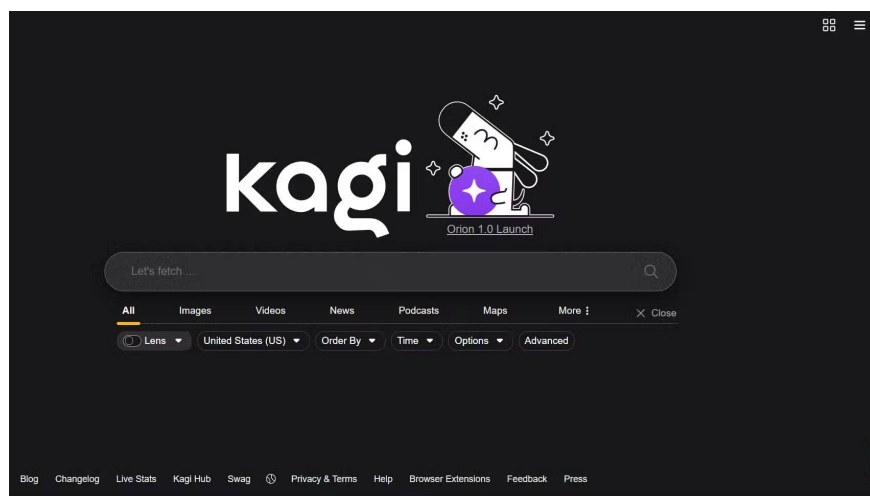 kagi
Orion 1.0 Launch
Let's fetch ...
All Images Videos News Podcasts Maps More Close
Lens United States (US) Order By Time Options Advanced
Blog Changelog Live Stats Kagi Hub Swag Privacy & Terms Help Browser Extensions Feedback Press